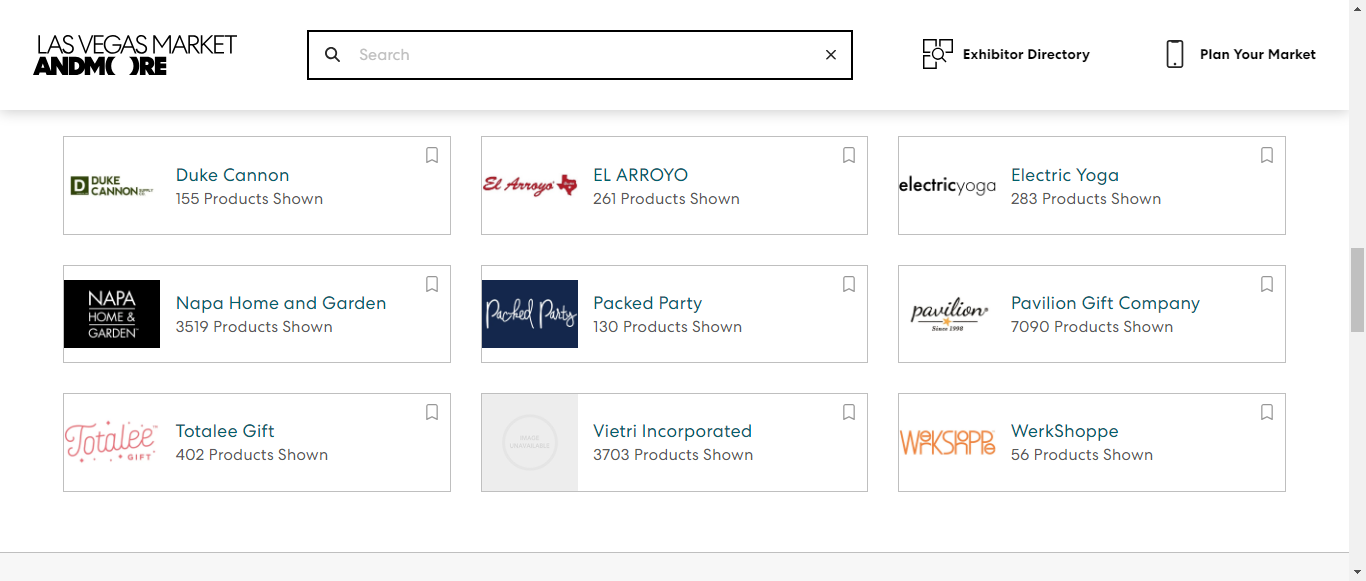 LAS VEGAS MARKET
ANDMORE
Search
Exhibitor Directory
Plan Your Market
DUKE
CANNON
SUPPLY CO
Duke Cannon
155 Products Shown
El Arroyo
EL ARROYO
261 Products Shown
electricyoga
Electric Yoga
283 Products Shown
NAPA
HOME &
GARDEN
Napa Home and Garden
3519 Products Shown
Packed Party
Packed Party
130 Products Shown
pavilion
Since 1998
Pavilion Gift Company
7090 Products Shown
Totalee
GIFT
Totalee Gift
402 Products Shown
IMAGE
UNAVAILABLE
Vietri Incorporated
3703 Products Shown
WERKSHOPPE
WerkShoppe
56 Products Shown